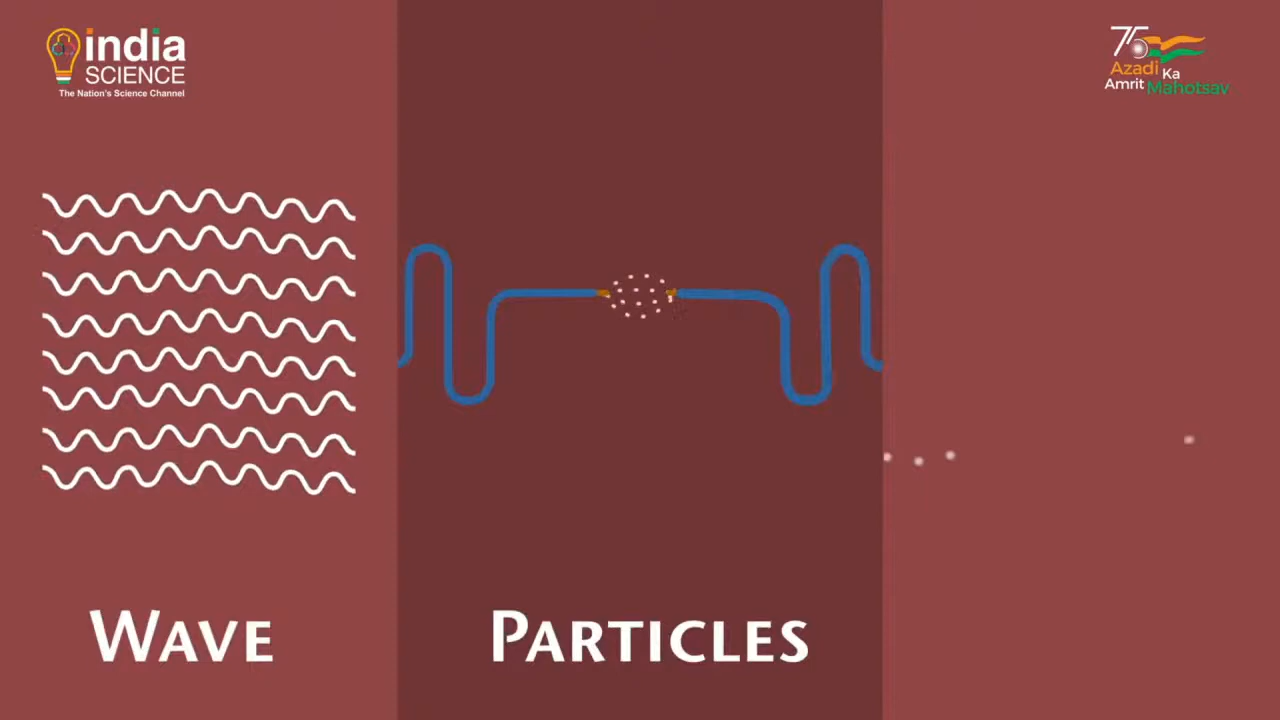 india
SCIENCE
The Nation's Science Channel
75
Azadi Ka
Amrit Mahotsav
WAVE
PARTICLES